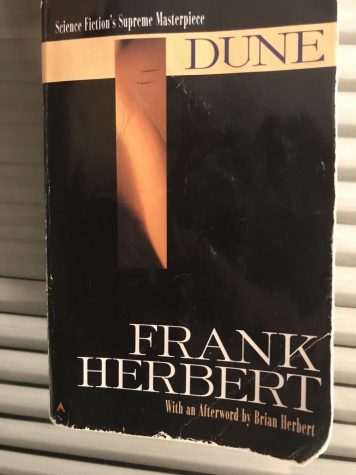 Science Fiction's Supreme Masterpiece
DUNE
FRANK
HERBERT
With an Afterword by Brian Herbert